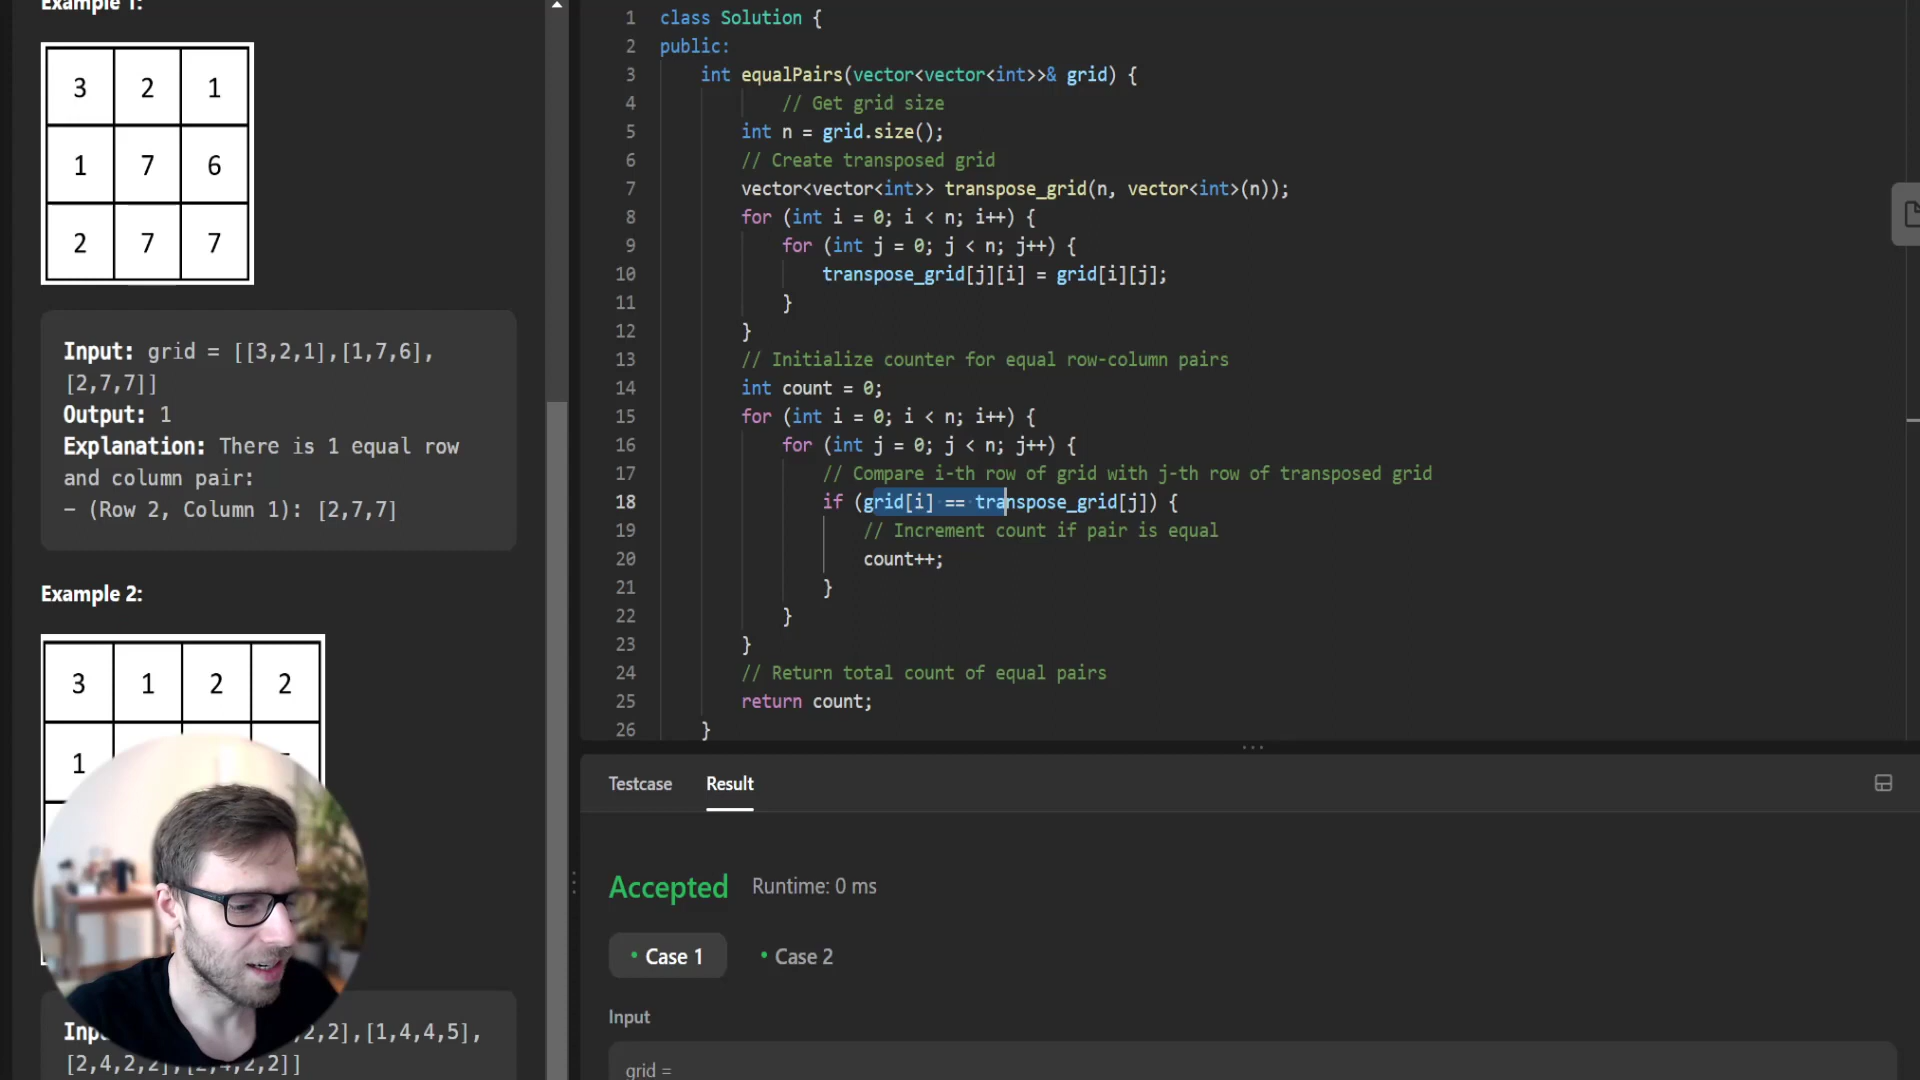 Example 1:
3 2 1
1 7 6
2 7 7
Input: grid = [[3,2,1],[1,7,6],
[2,7,7]]
Output: 1
Explanation: There is 1 equal row
and column pair:
- (Row 2, Column 1): [2,7,7]
Example 2:
3 1 2 2
1
2,2],[1,4,4,5],
[2,4,2,2],[2,4,2,2]]
1 class Solution {
2 public:
3 int equalPairs(vector<vector<int>>& grid) {
4 // Get grid size
5 int n = grid.size();
6 // Create transposed grid
7 vector<vector<int>> transpose_grid(n, vector<int>(n));
8 for (int i = 0; i < n; i++) {
9 for (int j = 0; j < n; j++) {
10 transpose_grid[j][i] = grid[i][j];
11 }
12 }
13 // Initialize counter for equal row-column pairs
14 int count = 0;
15 for (int i = 0; i < n; i++) {
16 for (int j = 0; j < n; j++) {
17 // Compare i-th row of grid with j-th row of transposed grid
18 if (grid[i] == transpose_grid[j]) {
19 // Increment count if pair is equal
20 count++;
21 }
22 }
23 }
24 // Return total count of equal pairs
25 return count;
26 }
Testcase Result
Accepted Runtime: 0 ms
• Case 1 • Case 2
Input
grid =